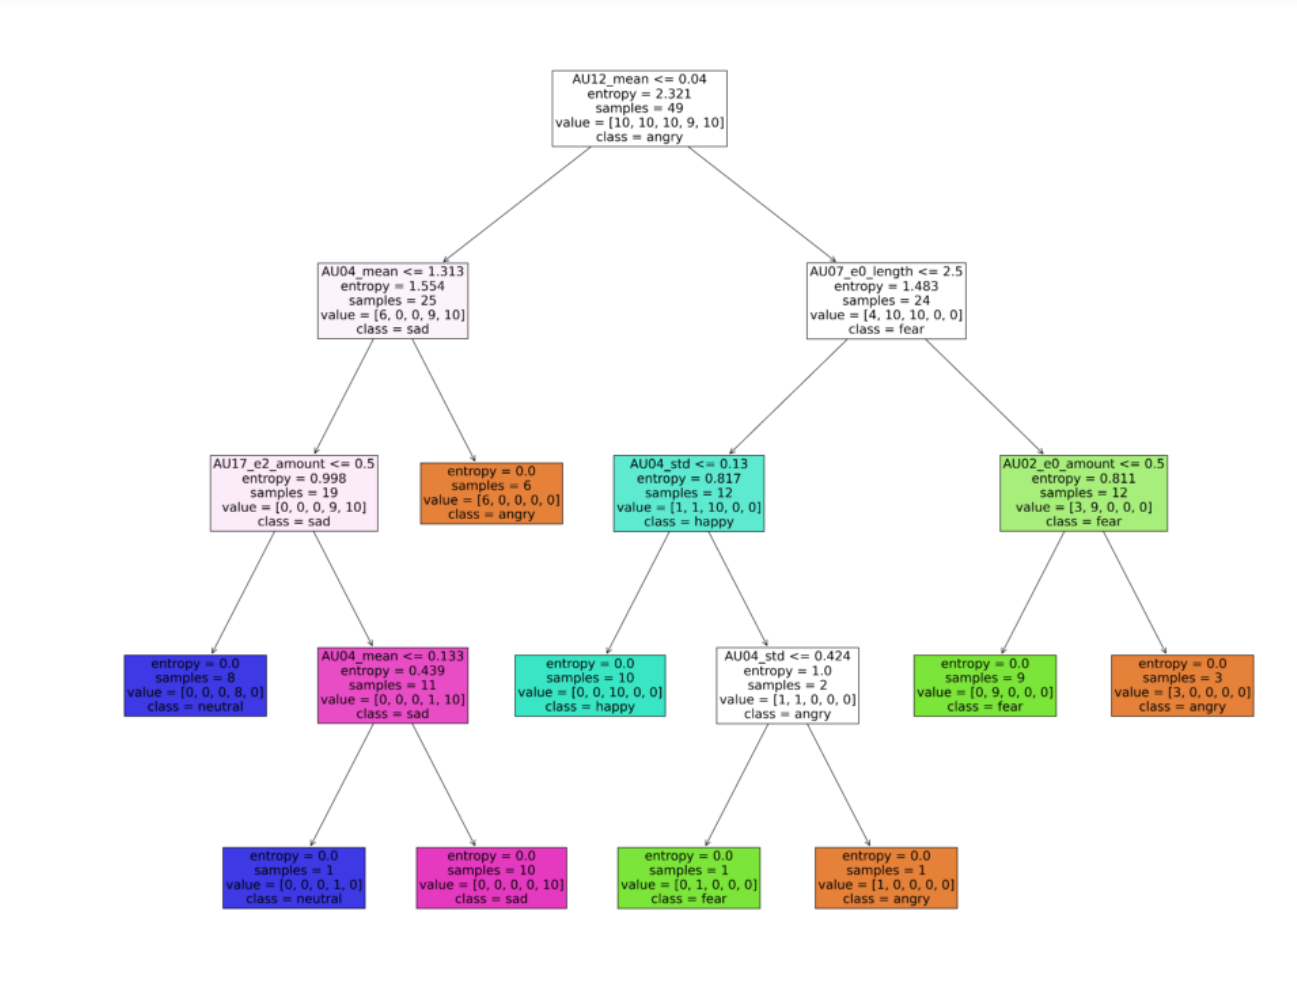 AU12_mean <= 0.04
entropy = 2.321
samples = 49
value = [10, 10, 10, 9, 10]
class = angry
AU04_mean <= 1.313
entropy = 1.554
samples = 25
value = [6, 0, 0, 9, 10]
class = sad
AU07_e0_length <= 2.5
entropy = 1.483
samples = 24
value = [4, 10, 10, 0, 0]
class = fear
AU17_e2_amount <= 0.5
entropy = 0.998
samples = 19
value = [0, 0, 0, 9, 10]
class = sad
entropy = 0.0
samples = 6
value = [6, 0, 0, 0, 0]
class = angry
AU04_std <= 0.13
entropy = 0.817
samples = 12
value = [1, 1, 10, 0, 0]
class = happy
AU02_e0_amount <= 0.5
entropy = 0.811
samples = 12
value = [3, 9, 0, 0, 0]
class = fear
entropy = 0.0
samples = 8
value = [0, 0, 0, 8, 0]
class = neutral
AU04_mean <= 0.133
entropy = 0.439
samples = 11
value = [0, 0, 0, 1, 10]
class = sad
entropy = 0.0
samples = 10
value = [0, 0, 10, 0, 0]
class = happy
AU04_std <= 0.424
entropy = 1.0
samples = 2
value = [1, 1, 0, 0, 0]
class = angry
entropy = 0.0
samples = 9
value = [0, 9, 0, 0, 0]
class = fear
entropy = 0.0
samples = 3
value = [3, 0, 0, 0, 0]
class = angry
entropy = 0.0
samples = 1
value = [0, 0, 0, 1, 0]
class = neutral
entropy = 0.0
samples = 10
value = [0, 0, 0, 0, 10]
class = sad
entropy = 0.0
samples = 1
value = [0, 1, 0, 0, 0]
class = fear
entropy = 0.0
samples = 1
value = [1, 0, 0, 0, 0]
class = angry